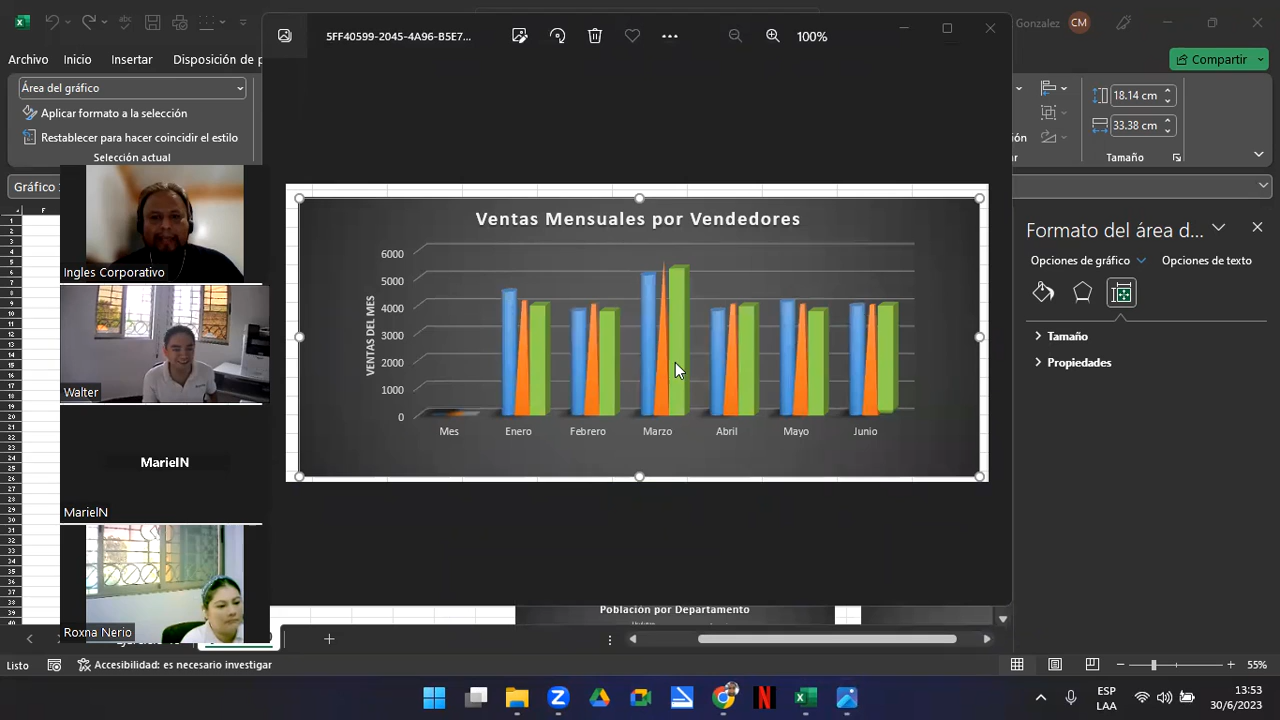 Gonzalez CM
5FF40599-2045-4A96-B5E7...
100%
Archivo Inicio Insertar Disposición de
Compartir
Área del gráfico
Aplicar formato a la selección
Restablecer para hacer coincidir el estilo
Selección actual
18.14 cm
33.38 cm
Tamaño
Gráfico
Formato del área d...
Opciones de gráfico Opciones de texto
Tamaño
Propiedades
Ventas Mensuales por Vendedores
VENTAS DEL MES
6000
5000
4000
3000
2000
1000
0
Mes Enero Febrero Marzo Abril Mayo Junio
Ingles Corporativo
Walter
MarielN
MarielN
Roxna Nerio
Población por Departamento
Listo Accesibilidad: es necesario investigar
55%
ESP
LAA
13:53
30/6/2023